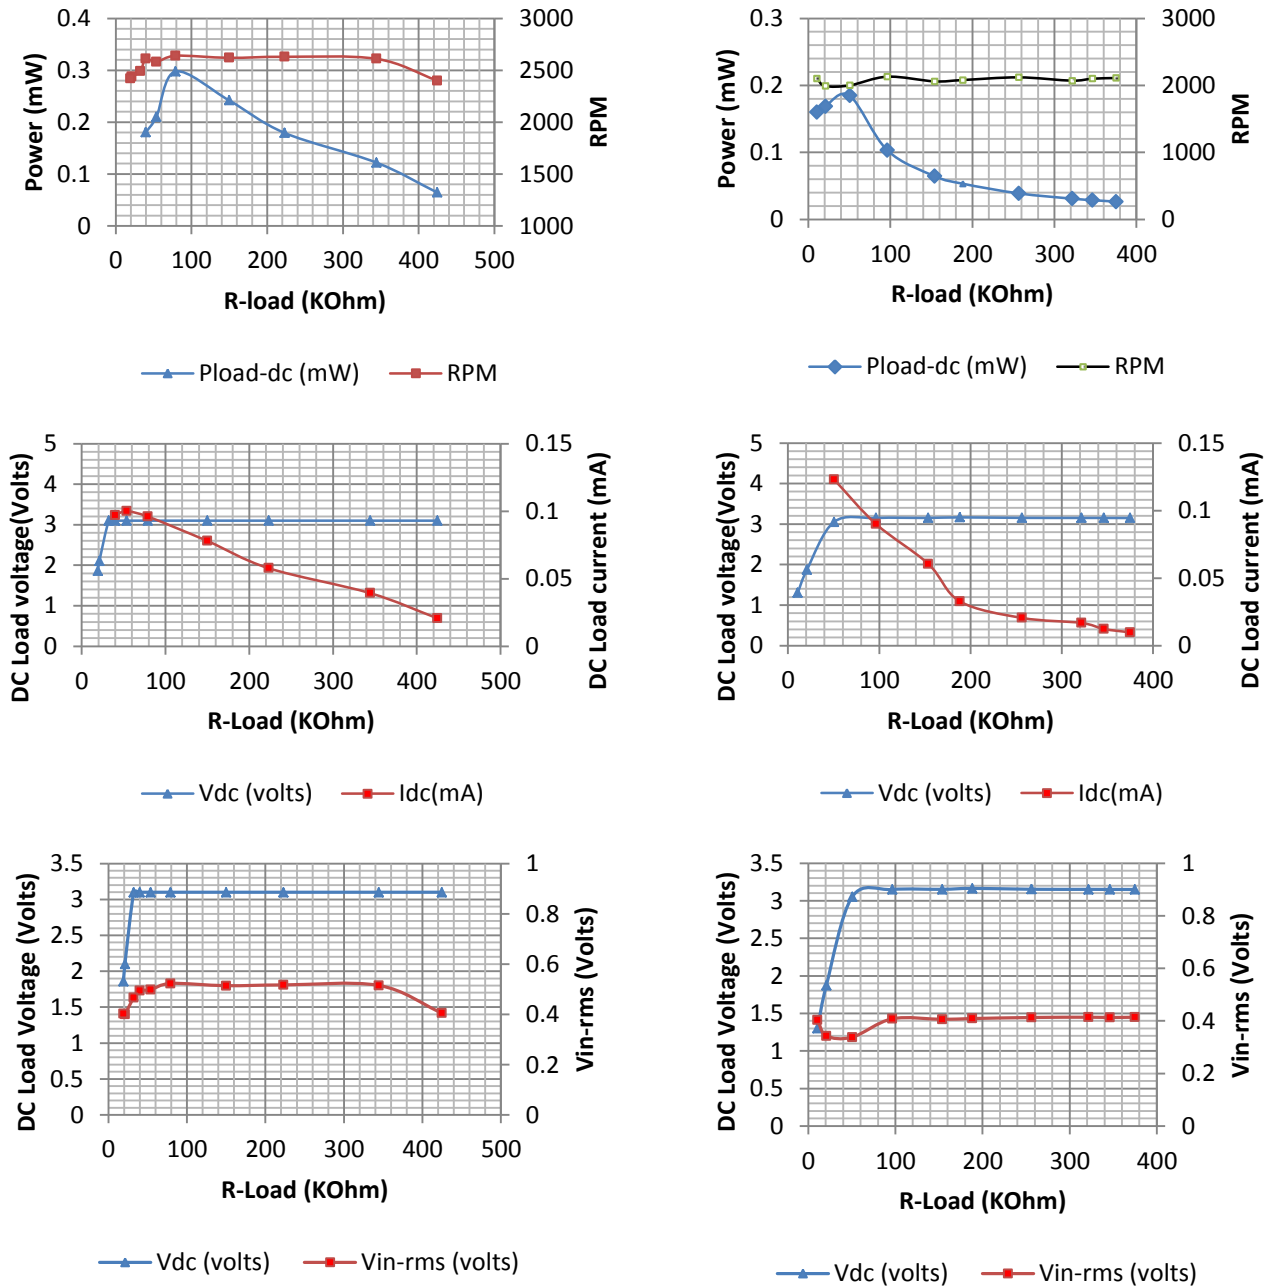 0.4
0.3
0.2
0.1
0
Power (mW)
3000
2500
2000
1500
1000
RPM
0 100 200 300 400 500
R-load (KOhm)
Pload-dc (mW) RPM
0.3
0.2
0.1
0
Power (mW)
3000
2000
1000
0
RPM
0 100 200 300 400
R-load (KOhm)
Pload-dc (mW) RPM
5
4
3
2
1
0
DC Load voltage(Volts)
0.15
0.1
0.05
0
DC Load current (mA)
0 100 200 300 400 500
R-Load (KOhm)
Vdc (volts) Idc(mA)
5
4
3
2
1
0
DC Load voltage(Volts)
0.15
0.1
0.05
0
DC Load current (mA)
0 100 200 300 400
R-Load (KOhm)
Vdc (volts) Idc(mA)
3.5
3
2.5
2
1.5
1
0.5
0
DC Load Voltage (Volts)
1
0.8
0.6
0.4
0.2
0
Vin-rms (Volts)
0 100 200 300 400 500
R-Load (KOhm)
Vdc (volts) Vin-rms (volts)
3.5
3
2.5
2
1.5
1
0.5
0
DC Load Voltage (Volts)
1
0.8
0.6
0.4
0.2
0
Vin-rms (Volts)
0 100 200 300 400
R-Load (KOhm)
Vdc (volts) Vin-rms (Volts)